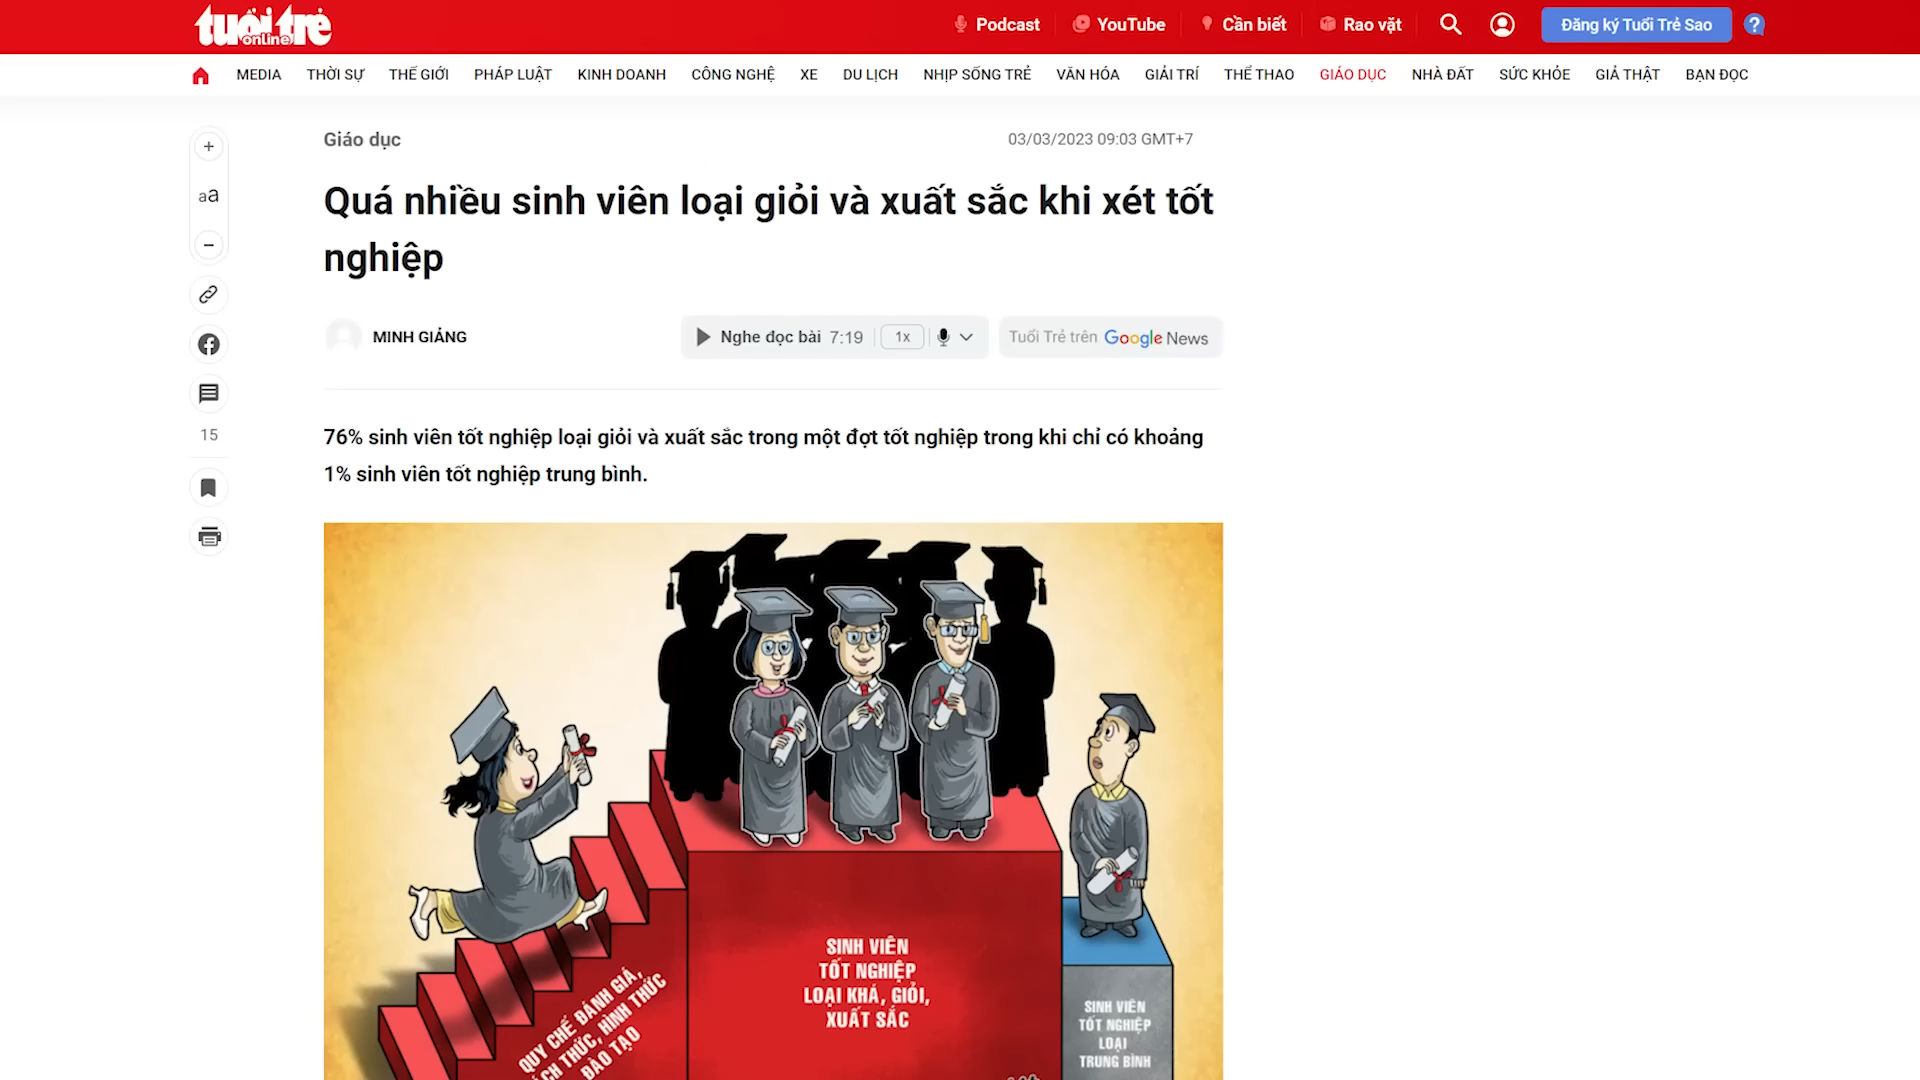 tuổi trẻ online
Podcast YouTube Cần biết Rao vặt Đăng ký Tuổi Trẻ Sao ?
MEDIA THỜI SỰ THẾ GIỚI PHÁP LUẬT KINH DOANH CÔNG NGHỆ XE DU LỊCH NHỊP SỐNG TRẺ VĂN HÓA GIẢI TRÍ THỂ THAO GIÁO DỤC NHÀ ĐẤT SỨC KHỎE GIẢ THẬT BẠN ĐỌC
Giáo dục 03/03/2023 09:03 GMT+7
+
aa
−
15
Quá nhiều sinh viên loại giỏi và xuất sắc khi xét tốt
nghiệp
MINH GIẢNG Nghe đọc bài 7:19 1x Tuổi Trẻ trên Google News
76% sinh viên tốt nghiệp loại giỏi và xuất sắc trong một đợt tốt nghiệp trong khi chỉ có khoảng
1% sinh viên tốt nghiệp trung bình.
QUY CHẾ ĐÁNH GIÁ,
THỨC, HÌNH THỨC
ĐÀO TẠO
SINH VIÊN
TỐT NGHIỆP
LOẠI KHÁ, GIỎI,
XUẤT SẮC
SINH VIÊN
TỐT NGHIỆP
LOẠI
TRUNG BÌNH